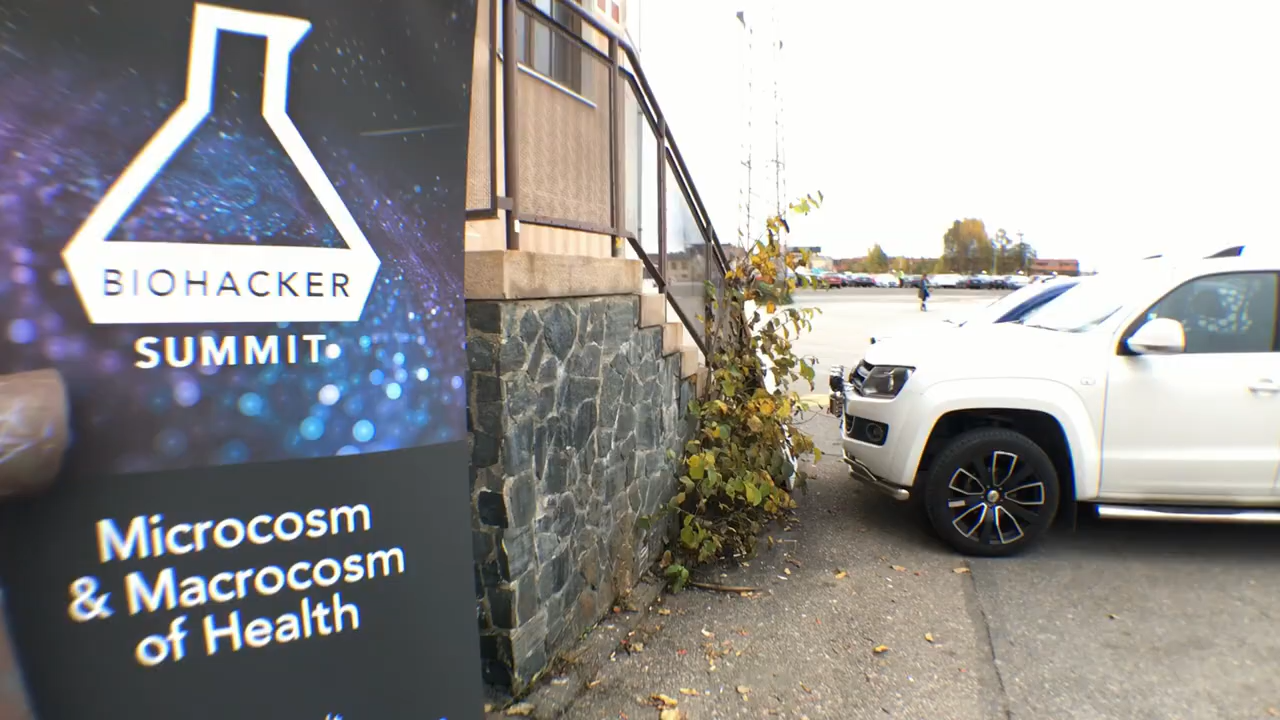 BIOHACKER
SUMMIT
Microcosm
& Macrocosm
of Health